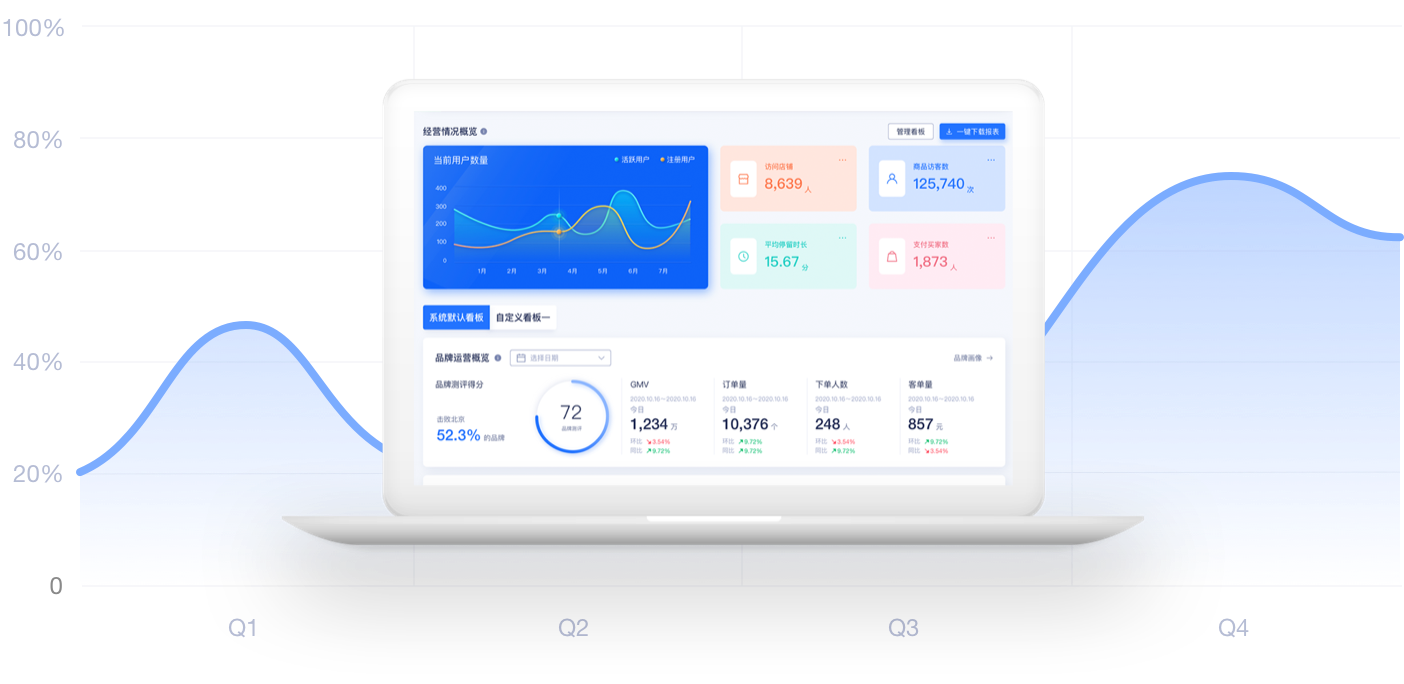 100%
80%
60%
40%
20%
0
Q1
Q2
Q3
Q4
经营情况概览
管理看板
一键下载报表
当前用户数量
活跃用户
注册用户
400
300
200
100
0
1月
2月
3月
4月
5月
6月
7月
访问店铺
8,639 人
商品访客数
125,740 次
平均停留时长
15.67 分
支付买家数
1,873 人
系统默认看板
自定义看板一
品牌运营概览
选择日期
品牌画像
品牌测评得分
击败北京
52.3% 的品牌
72
品牌测评
GMV
2020.10.16~2020.10.16
今日
1,234 万
环比 3.54%
同比 9.72%
订单量
2020.10.16~2020.10.16
今日
10,376 个
环比 9.72%
同比 9.72%
下单人数
2020.10.16~2020.10.16
今日
248 人
环比 3.54%
同比 9.72%
客单量
2020.10.16~2020.10.16
今日
857 元
环比 9.72%
同比 3.54%